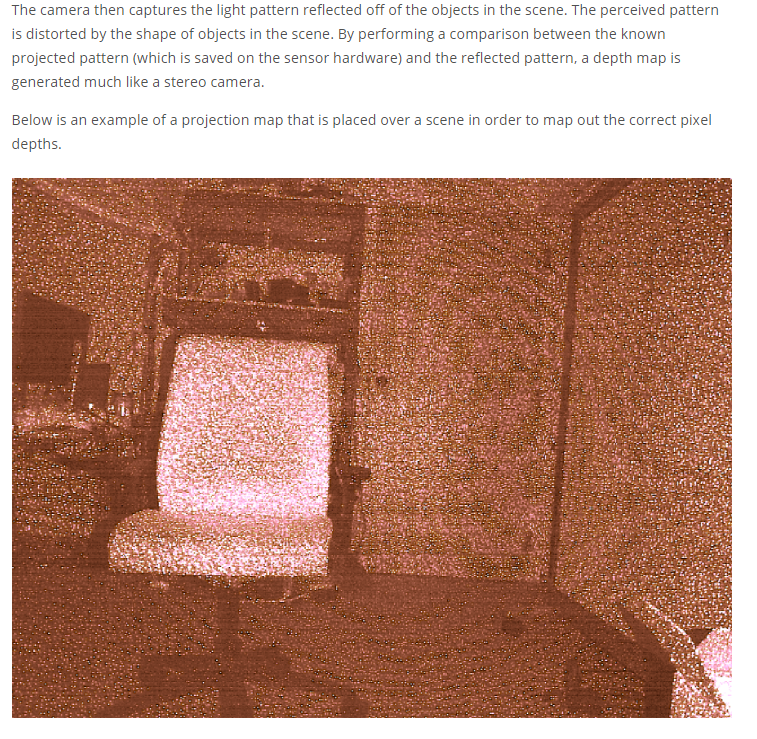 The camera then captures the light pattern reflected off of the objects in the scene. The perceived pattern
is distorted by the shape of objects in the scene. By performing a comparison between the known
projected pattern (which is saved on the sensor hardware) and the reflected pattern, a depth map is
generated much like a stereo camera.
Below is an example of a projection map that is placed over a scene in order to map out the correct pixel
depths.